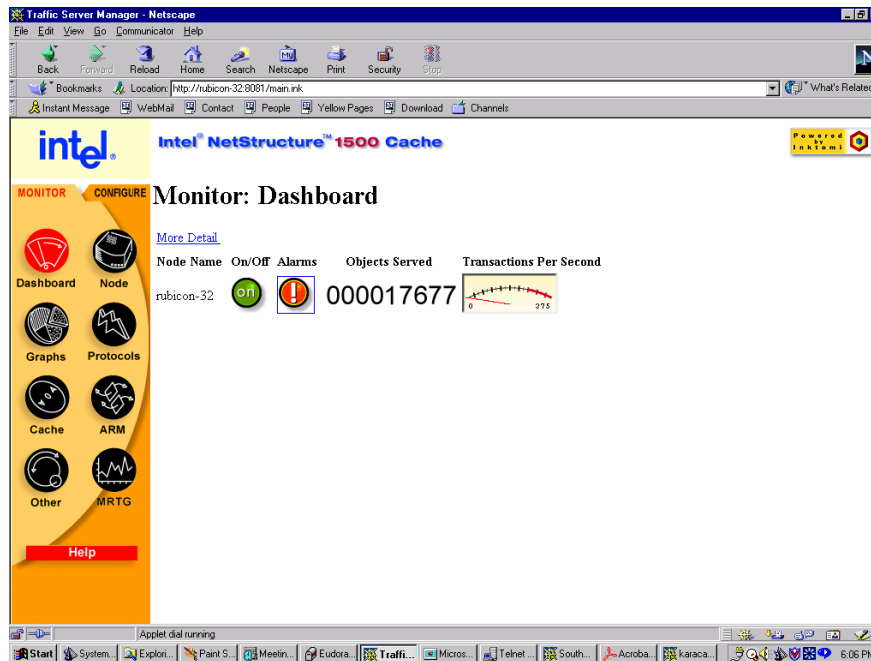 Traffic Server Manager - Netscape
File Edit View Go Communicator Help
Back Forward Reload Home Search Netscape Print Security Stop
My
Bookmarks Location: http://rubicon-32:8081/main.ink What's Related
Instant Message WebMail Contact People Yellow Pages Download Channels
intel®
Intel® NetStructure™ 1500 Cache
Powered
by
Inktomi
MONITOR CONFIGURE
Monitor: Dashboard
More Detail
Node Name On/Off Alarms Objects Served Transactions Per Second
rubicon-32 on ! 000017677 0 375
Dashboard Node
Graphs Protocols
Cache ARM
Other MRTG
Help
Applet dial running
Start System... Explori... Paint S... Meetin... Eudora... Traffi... Micros... Telnet ... South... Acroba... karaca... 6:06 PM